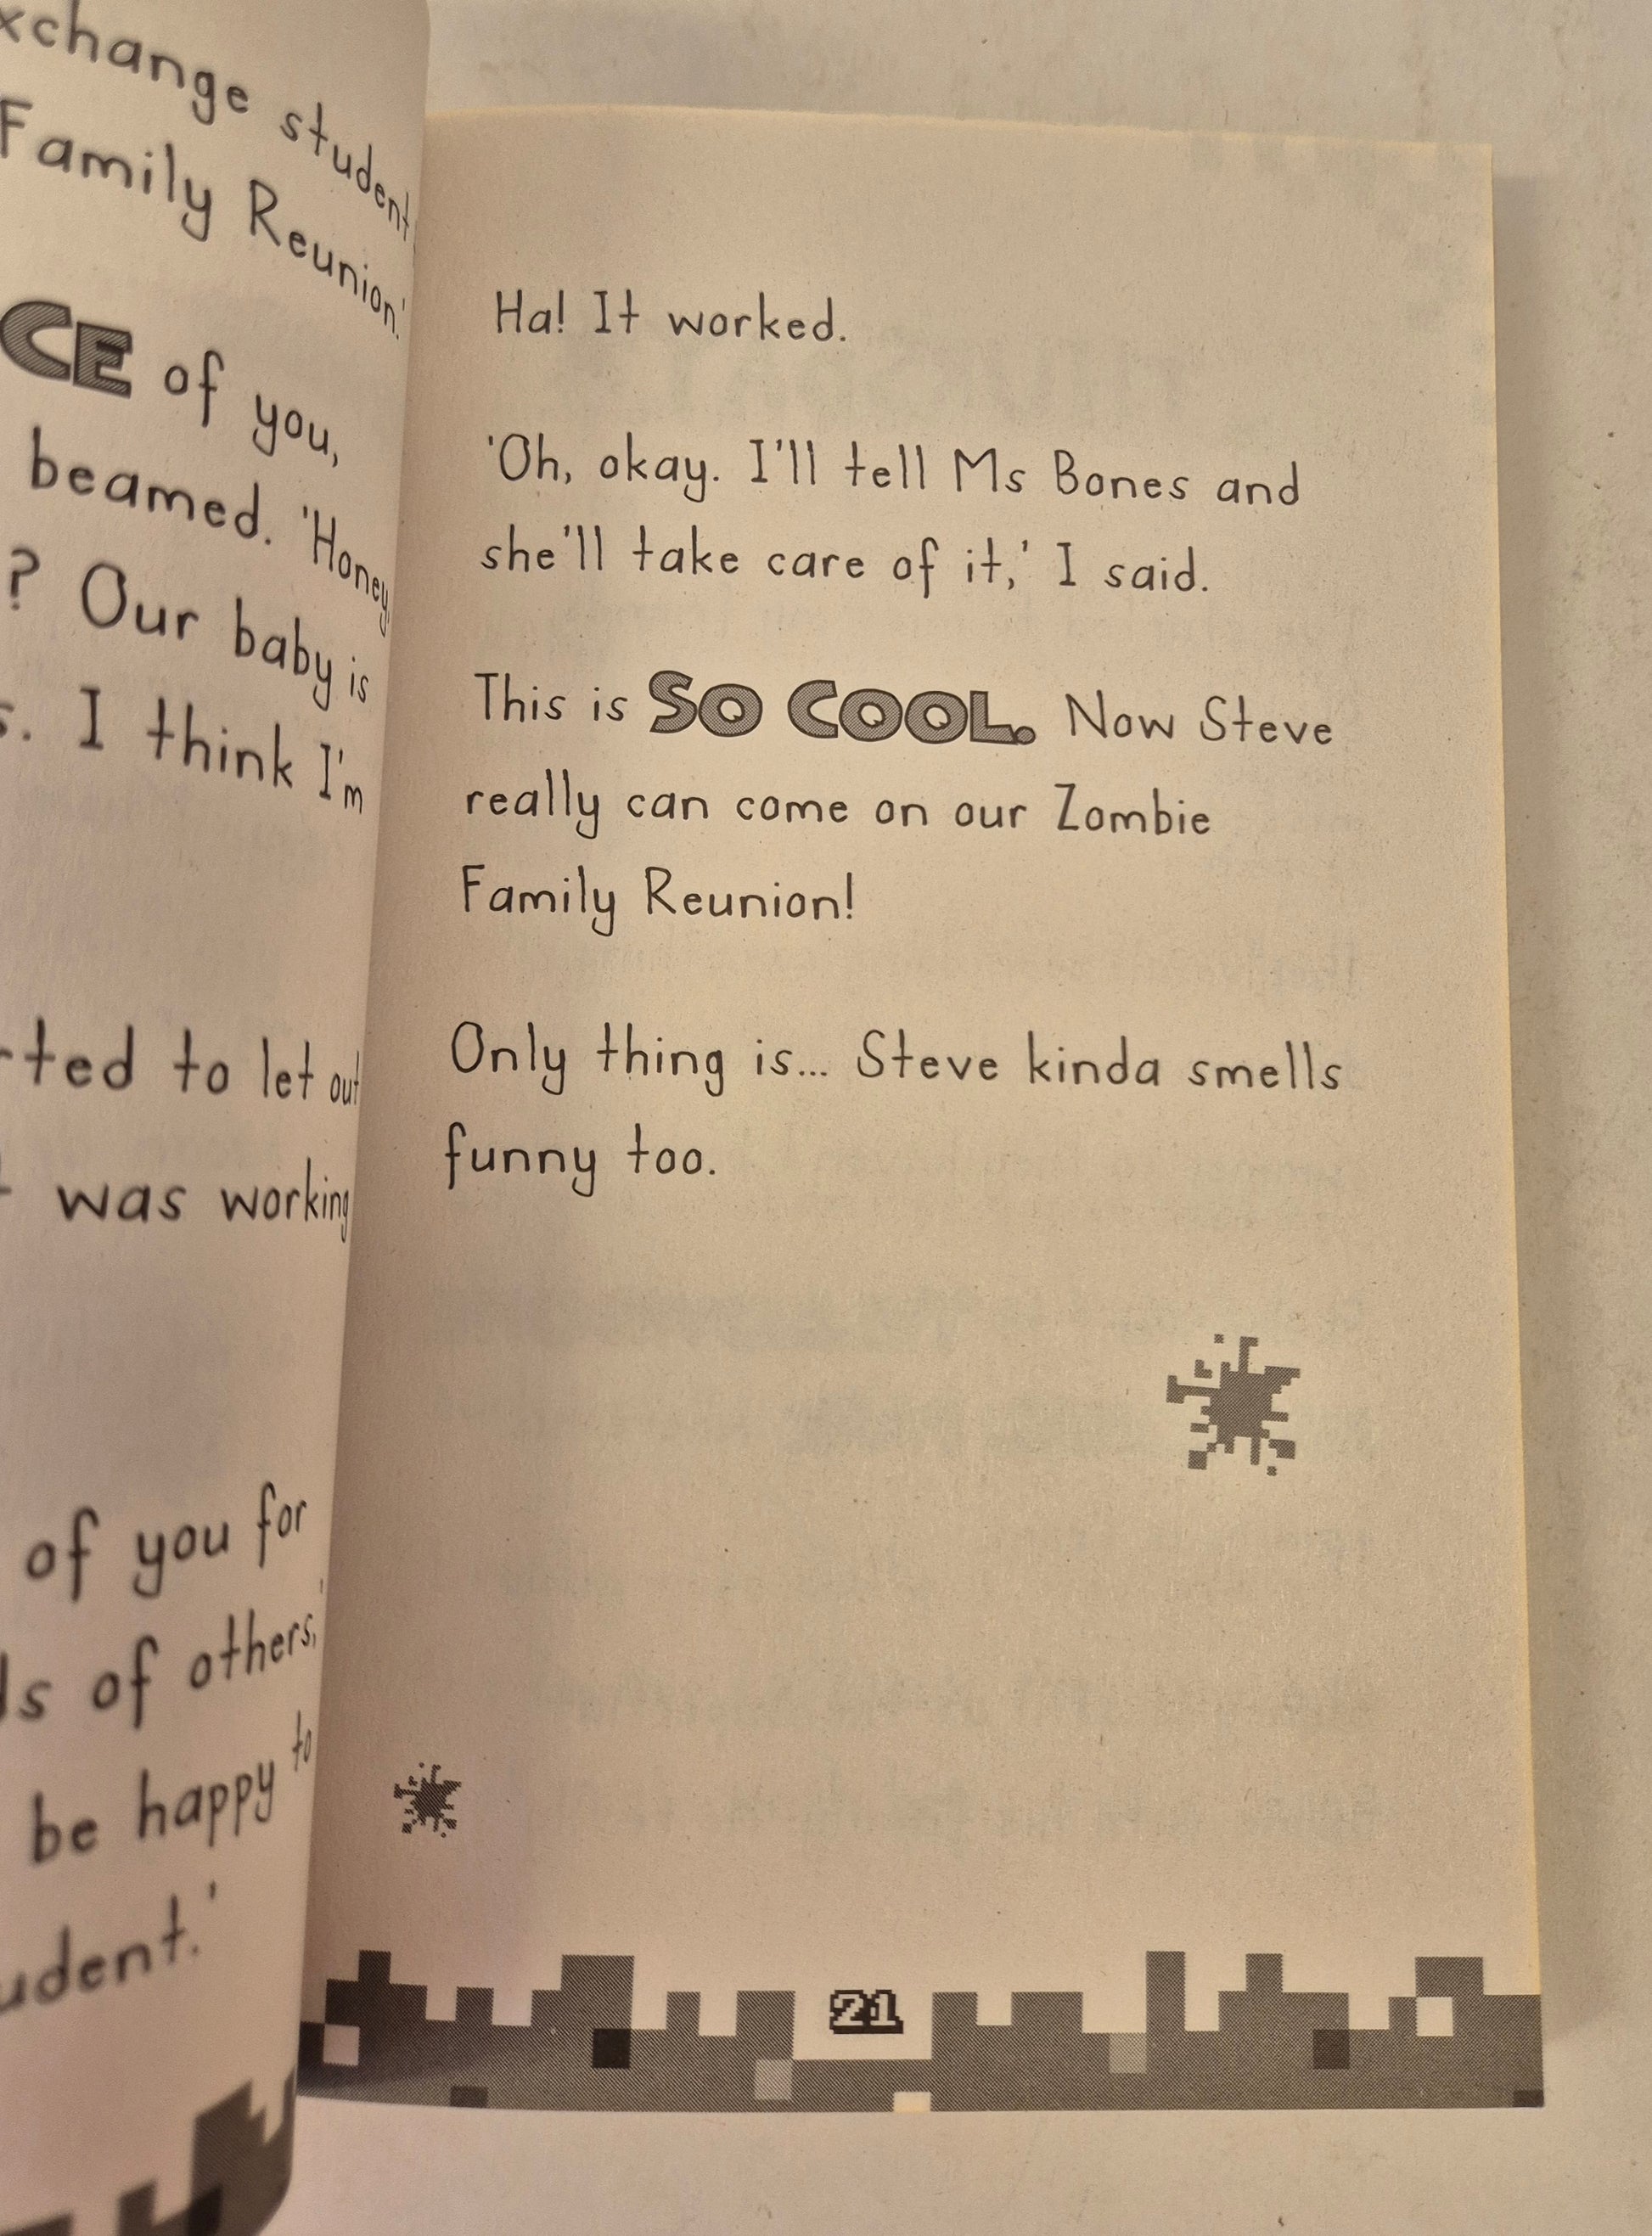 xchange student
Family Reunion.'
CE of you,
beamed. 'Honey,
? Our baby is
s. I think I'm
rted to let out
was working
of you for
ds of others,'
be happy to
udent.'
Ha! It worked.
'Oh, okay. I'll tell Ms Bones and
she'll take care of it,' I said.
This is SO COOL. Now Steve
really can come on our Zombie
Family Reunion!
Only thing is... Steve kinda smells
funny too.
21